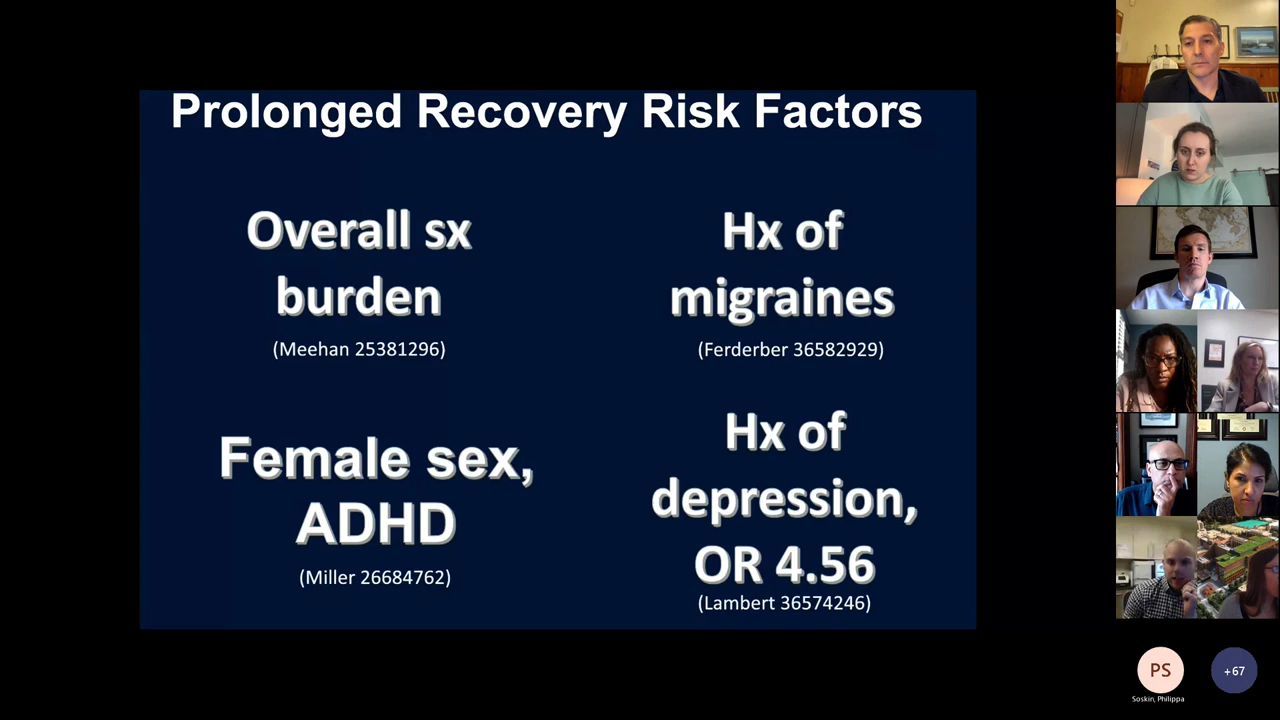 Prolonged Recovery Risk Factors
Overall sx
burden
(Meehan 25381296)
Hx of
migraines
(Ferderber 36582929)
Female sex,
ADHD
(Miller 26684762)
Hx of
depression,
OR 4.56
(Lambert 36574246)
PS
+67
Soskin, Philippa